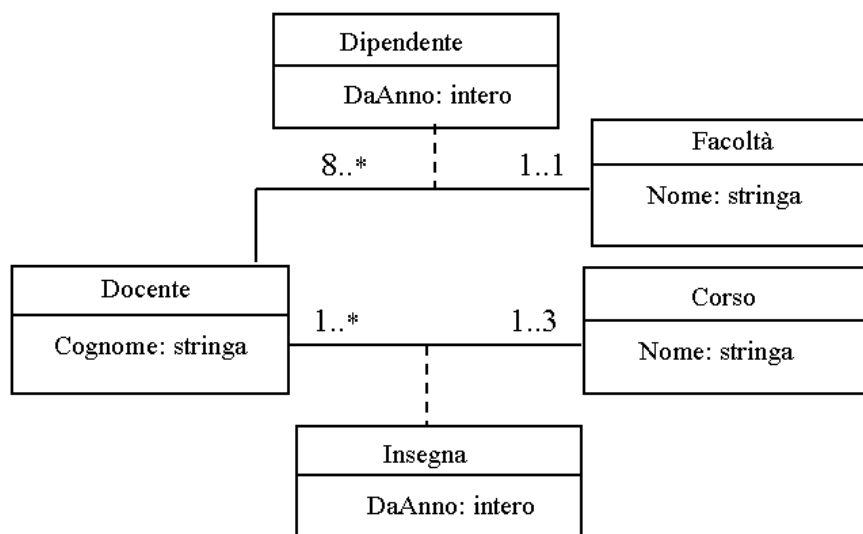 Dipendente
DaAnno: intero
8..*
1..1
Facoltà
Nome: stringa
Docente
Cognome: stringa
1..*
1..3
Corso
Nome: stringa
Insegna
DaAnno: intero